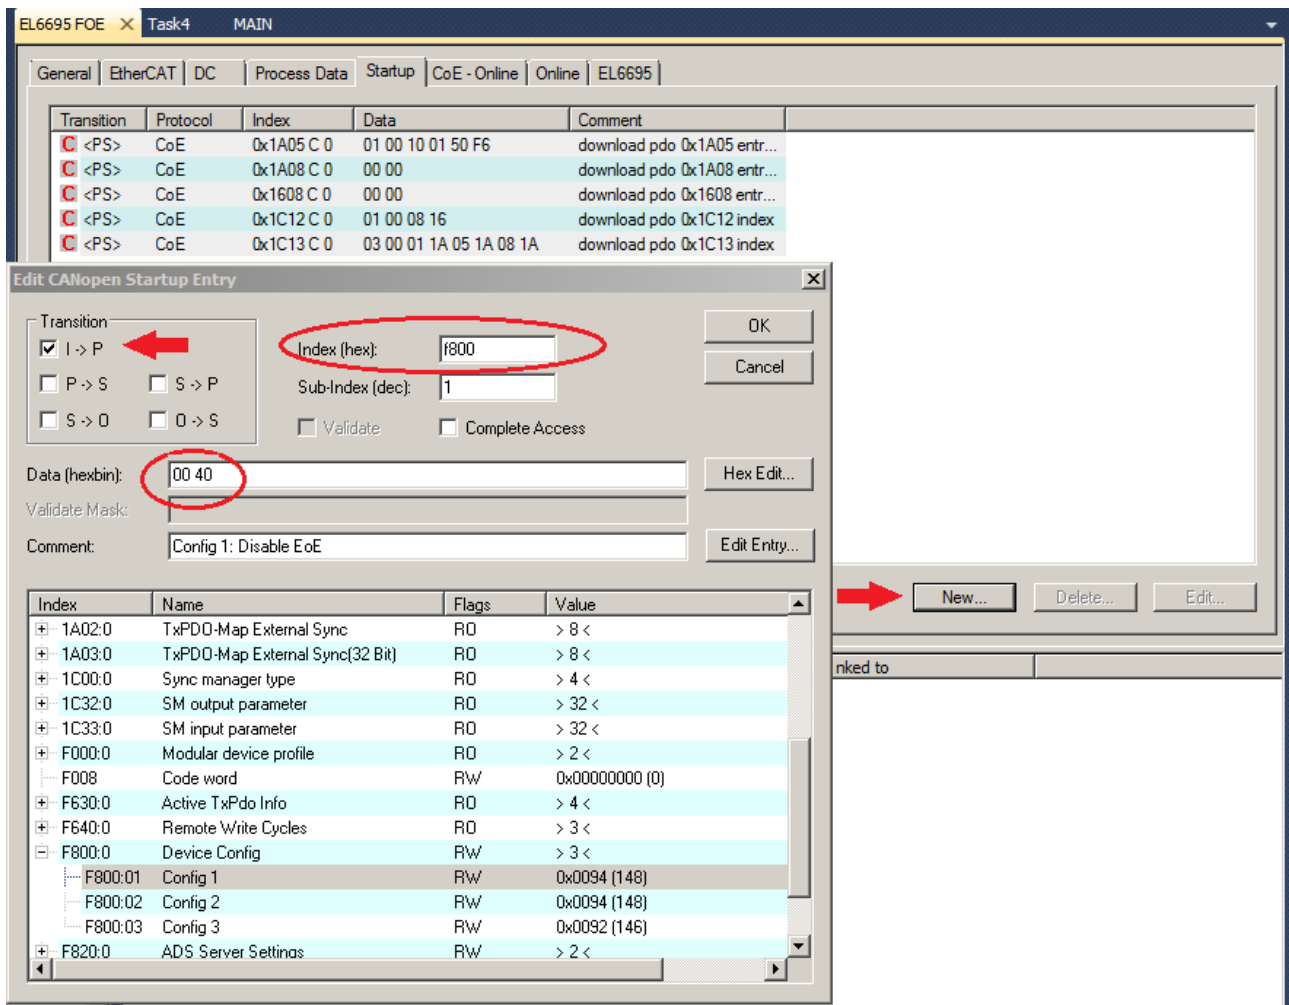 EL6695 FOE X Task4 MAIN
General EtherCAT DC Process Data Startup CoE - Online Online EL6695
Transition Protocol Index Data Comment
C <PS> CoE 0x1A05 C 0 01 00 10 01 50 F6 download pdo 0x1A05 entr...
C <PS> CoE 0x1A08 C 0 00 00 download pdo 0x1A08 entr...
C <PS> CoE 0x1608 C 0 00 00 download pdo 0x1608 entr...
C <PS> CoE 0x1C12 C 0 01 00 08 16 download pdo 0x1C12 index
C <PS> CoE 0x1C13 C 0 03 00 01 1A 05 1A 08 1A download pdo 0x1C13 index
Edit CANopen Startup Entry
Transition
I -> P
P -> S S -> P
S -> O O -> S
Index (hex): f800
Sub-Index (dec): 1
Validate Complete Access
OK
Cancel
Data (hexbin): 00 40 Hex Edit...
Validate Mask:
Comment: Config 1: Disable EoE Edit Entry...
New... Delete... Edit...
Index Name Flags Value
1A02:0 TxPDO-Map External Sync RO > 8 <
1A03:0 TxPDO-Map External Sync(32 Bit) RO > 8 <
1C00:0 Sync manager type RO > 4 <
1C32:0 SM output parameter RO > 32 <
1C33:0 SM input parameter RO > 32 <
F000:0 Modular device profile RO > 2 <
F008 Code word RW 0x00000000 (0)
F630:0 Active TxPdo Info RO > 4 <
F640:0 Remote Write Cycles RO > 3 <
F800:0 Device Config RW > 3 <
F800:01 Config 1 RW 0x0094 (148)
F800:02 Config 2 RW 0x0094 (148)
F800:03 Config 3 RW 0x0092 (146)
F820:0 ADS Server Settings RW > 2 <
nked to